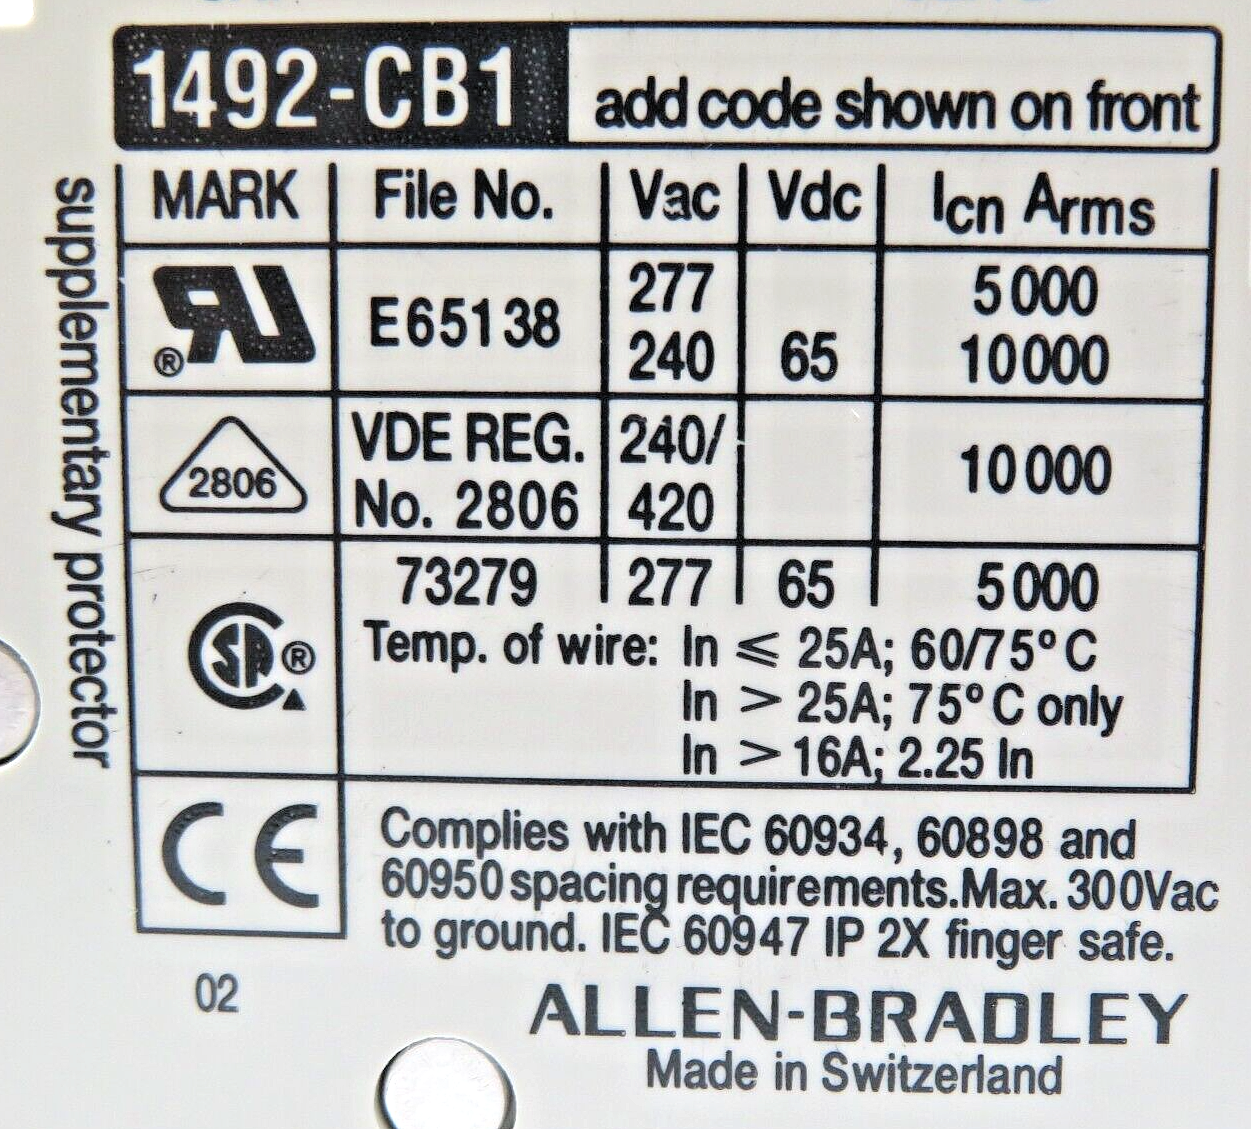 1492-CB1 add code shown on front
supplementary protector
MARK File No. Vac Vdc Icn Arms
277 5000
E65138
® 240 65 10000
VDE REG. 240/
2806 10000
No. 2806 420
73279 277 65 5000
Temp. of wire: In ⩽ 25A; 60/75°C
SA ®
In > 25A; 75°C only
In > 16A; 2.25 In
CE
Complies with IEC 60934, 60898 and
60950 spacing requirements. Max. 300Vac
to ground. IEC 60947 IP 2X finger safe.
02
ALLEN-BRADLEY
Made in Switzerland